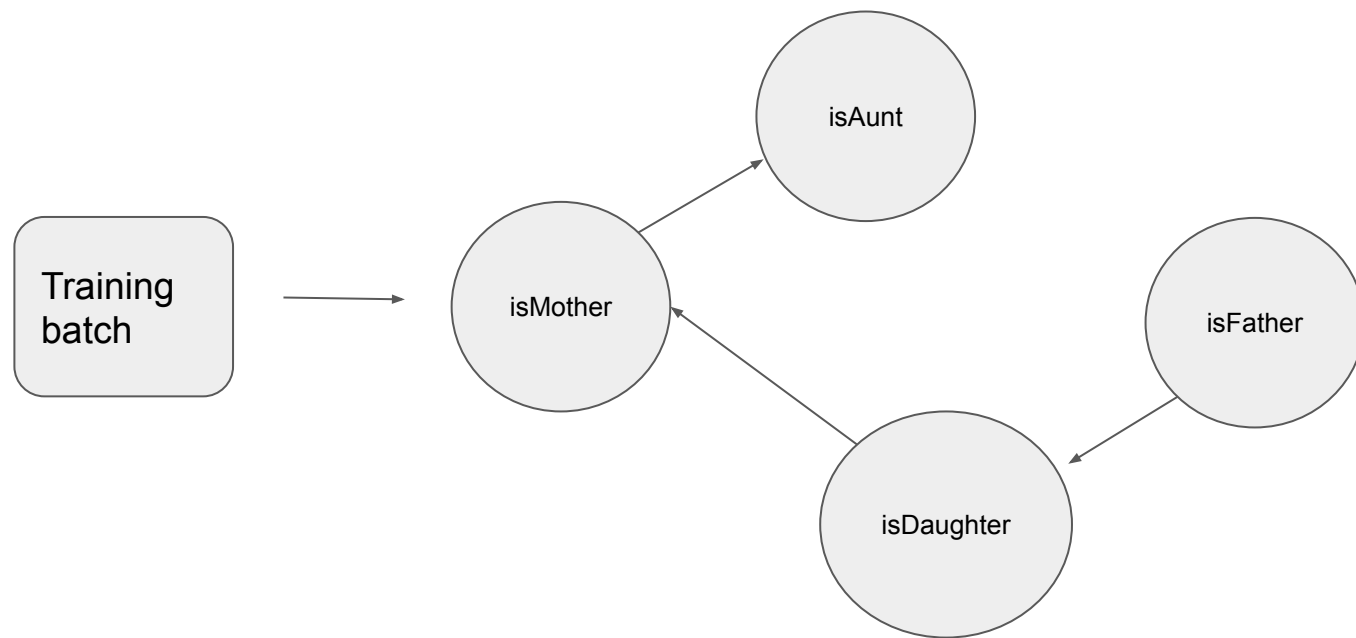 isAunt
Training
batch
isMother
isFather
isDaughter